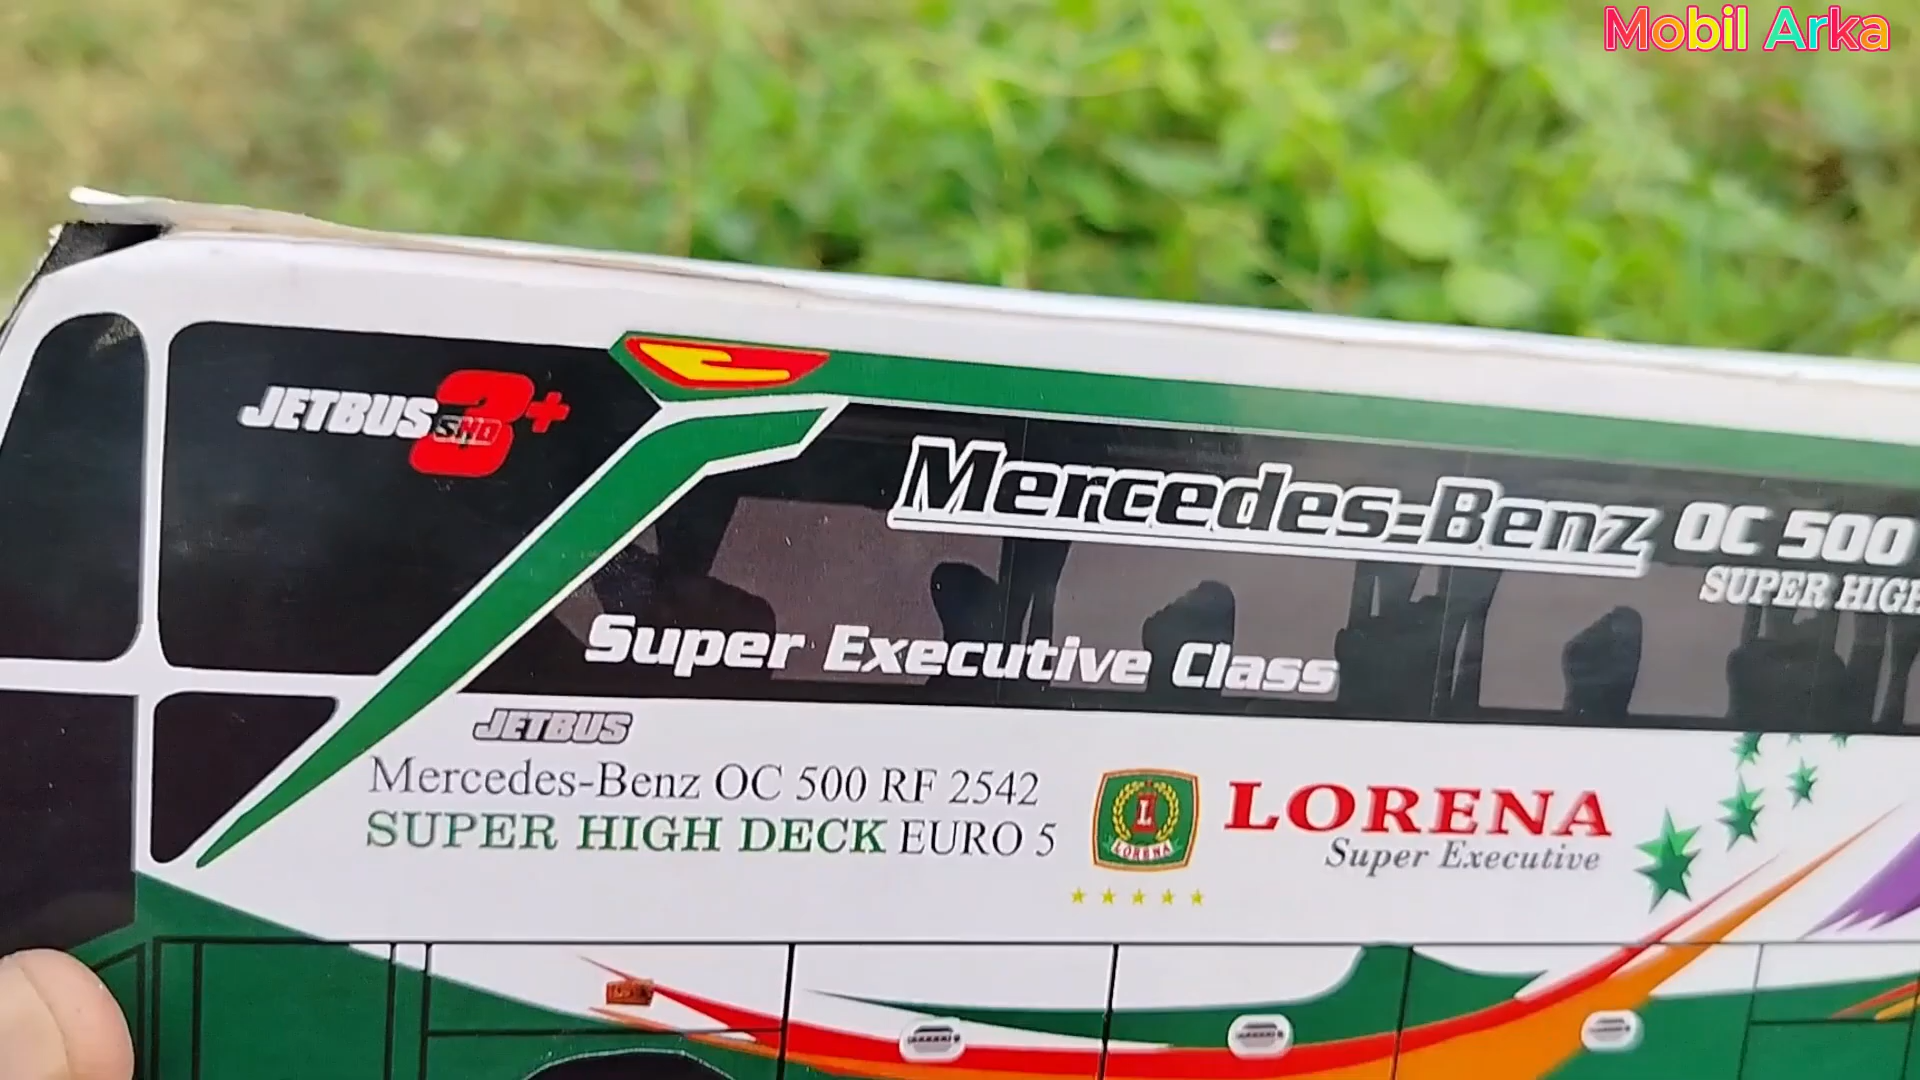 Mobil Arka
JETBUS 3+
SHD
Mercedes-Benz OC 500
SUPER HIGH
Super Executive Class
JETBUS
Mercedes-Benz OC 500 RF 2542
SUPER HIGH DECK EURO 5
L
LORENA
LORENA
Super Executive